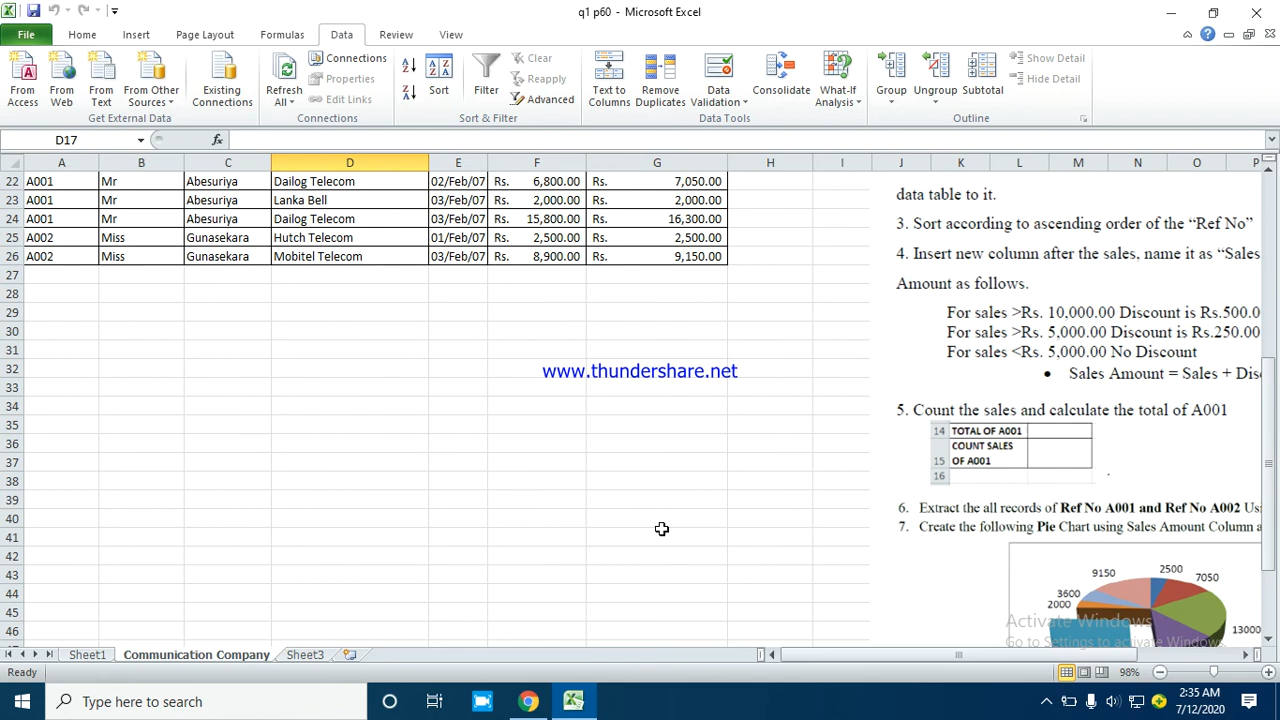 q1 p60 - Microsoft Excel
File Home Insert Page Layout Formulas Data Review View
From Access
From Web
From Text
From Other Sources
Existing Connections
Get External Data
Refresh All
Connections
Properties
Edit Links
Connections
Sort
Filter
Clear
Reapply
Advanced
Sort & Filter
Text to Columns
Remove Duplicates
Data Validation
Consolidate
What-If Analysis
Data Tools
Group
Ungroup
Subtotal
Show Detail
Hide Detail
Outline
D17 fx
A B C D E F G H I J K L M N O P
22 A001 Mr Abesuriya Dailog Telecom 02/Feb/07 Rs. 6,800.00 Rs. 7,050.00
23 A001 Mr Abesuriya Lanka Bell 03/Feb/07 Rs. 2,000.00 Rs. 2,000.00
24 A001 Mr Abesuriya Dailog Telecom 03/Feb/07 Rs. 15,800.00 Rs. 16,300.00
25 A002 Miss Gunasekara Hutch Telecom 01/Feb/07 Rs. 2,500.00 Rs. 2,500.00
26 A002 Miss Gunasekara Mobitel Telecom 03/Feb/07 Rs. 8,900.00 Rs. 9,150.00
27
28
29
30
31
32
33
34
35
36
37
38
39
40
41
42
43
44
45
46
www.thundershare.net
data table to it.
3. Sort according to ascending order of the “Ref No”
4. Insert new column after the sales, name it as “Sales
Amount as follows.
For sales >Rs. 10,000.00 Discount is Rs.500.0
For sales >Rs. 5,000.00 Discount is Rs.250.00
For sales <Rs. 5,000.00 No Discount
• Sales Amount = Sales + Disc
5. Count the sales and calculate the total of A001
14 TOTAL OF A001
COUNT SALES
15 OF A001
16
6. Extract the all records of Ref No A001 and Ref No A002 Usi
7. Create the following Pie Chart using Sales Amount Column a
9150 2500
7050
3600
2000
13000
Activate Windows
Go to Settings to activate Windows.
Sheet1 Communication Company Sheet3
Ready 98%
Type here to search
2:35 AM
7/12/2020